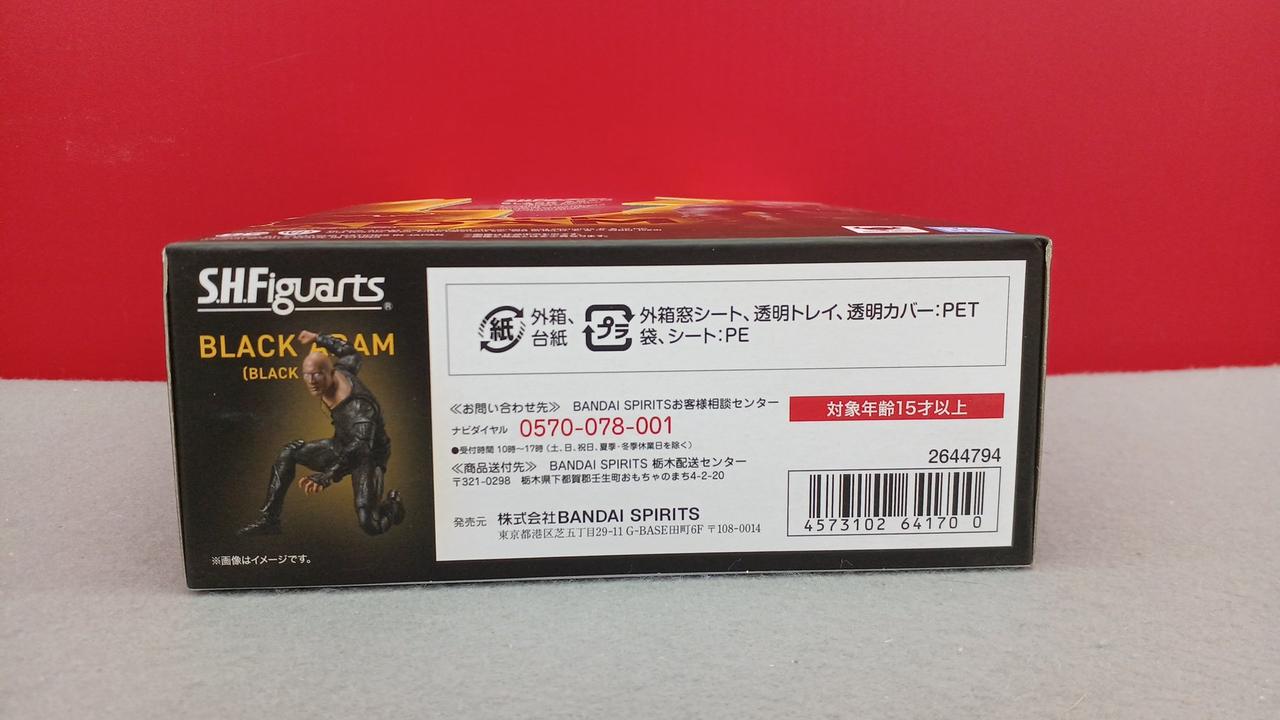 S.H.Figuarts®
BLACK ADAM
(BLACK
※画像はイメージです。
紙 外箱、
台紙
プラ 外箱窓シート、透明トレイ、透明カバー:PET
袋、シート:PE
≪お問い合わせ先≫ BANDAI SPIRITSお客様相談センター
ナビダイヤル 0570-078-001
●受付時間 10時〜17時(土、日、祝日、夏季・冬季休業日を除く)
≪商品送付先≫ BANDAI SPIRITS 栃木配送センター
〒321-0298 栃木県下都賀郡壬生町おもちゃのまち4-2-20
発売元 株式会社BANDAI SPIRITS
東京都港区芝五丁目29-11 G-BASE田町6F 〒108-0014
対象年齢15才以上
2644794
4573102 64170 0